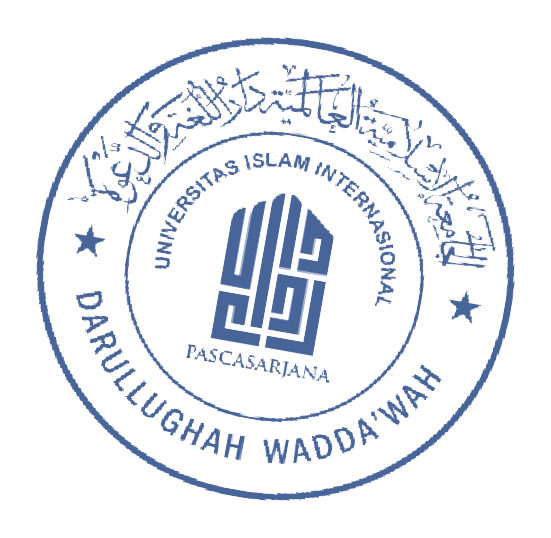 الجامعة الإسلامية العالمية دار اللغة والدعوة
UNIVERSITAS ISLAM INTERNASIONAL
PASCASARJANA
DARULLUGHAH WADDA'WAH